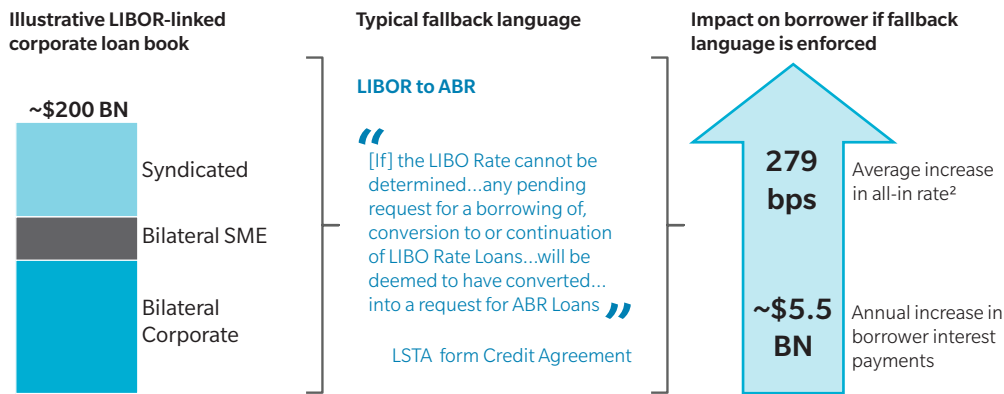 Illustrative LIBOR-linked
corporate loan book
~$200 BN
Syndicated
Bilateral SME
Bilateral
Corporate
Typical fallback language
LIBOR to ABR
“
[If] the LIBO Rate cannot be
determined...any pending
request for a borrowing of,
conversion to or continuation
of LIBO Rate Loans...will be
deemed to have converted...
into a request for ABR Loans ”
LSTA form Credit Agreement
Impact on borrower if fallback
language is enforced
279
bps
Average increase
in all-in rate²
~$5.5
BN
Annual increase in
borrower interest
payments